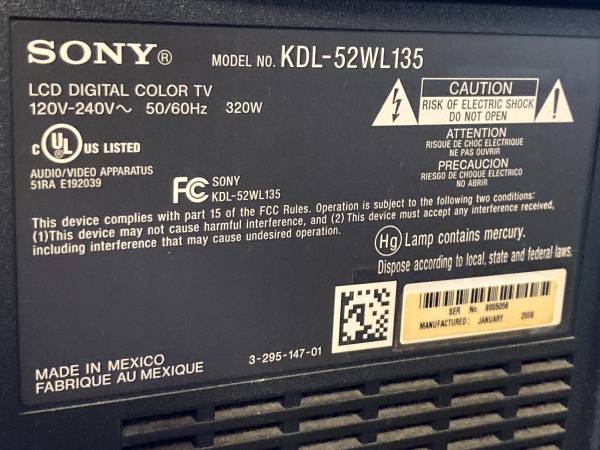 SONY® MODEL NO. KDL-52WL135
LCD DIGITAL COLOR TV
120V-240V~ 50/60Hz 320W
CAUTION
RISK OF ELECTRIC SHOCK
DO NOT OPEN
ATTENTION
RISQUE DE CHOC ELECTRIQUE
NE PAS OUVRIR
PRECAUCION
RIESGO DE CHOQUE ELECTRICO
NO ABRIR
c UL US LISTED
AUDIO/VIDEO APPARATUS
51RA E192039
FC SONY
KDL-52WL135
This device complies with part 15 of the FCC Rules. Operation is subject to the following two conditions:
(1)This device may not cause harmful interference, and (2) This device must accept any interference received,
including interference that may cause undesired operation.
Hg Lamp contains mercury.
Dispose according to local, state and federal laws.
SER No. 8005056
MANUFACTURED: JANUARY 2008
MADE IN MEXICO
FABRIQUE AU MEXIQUE
3-295-147-01